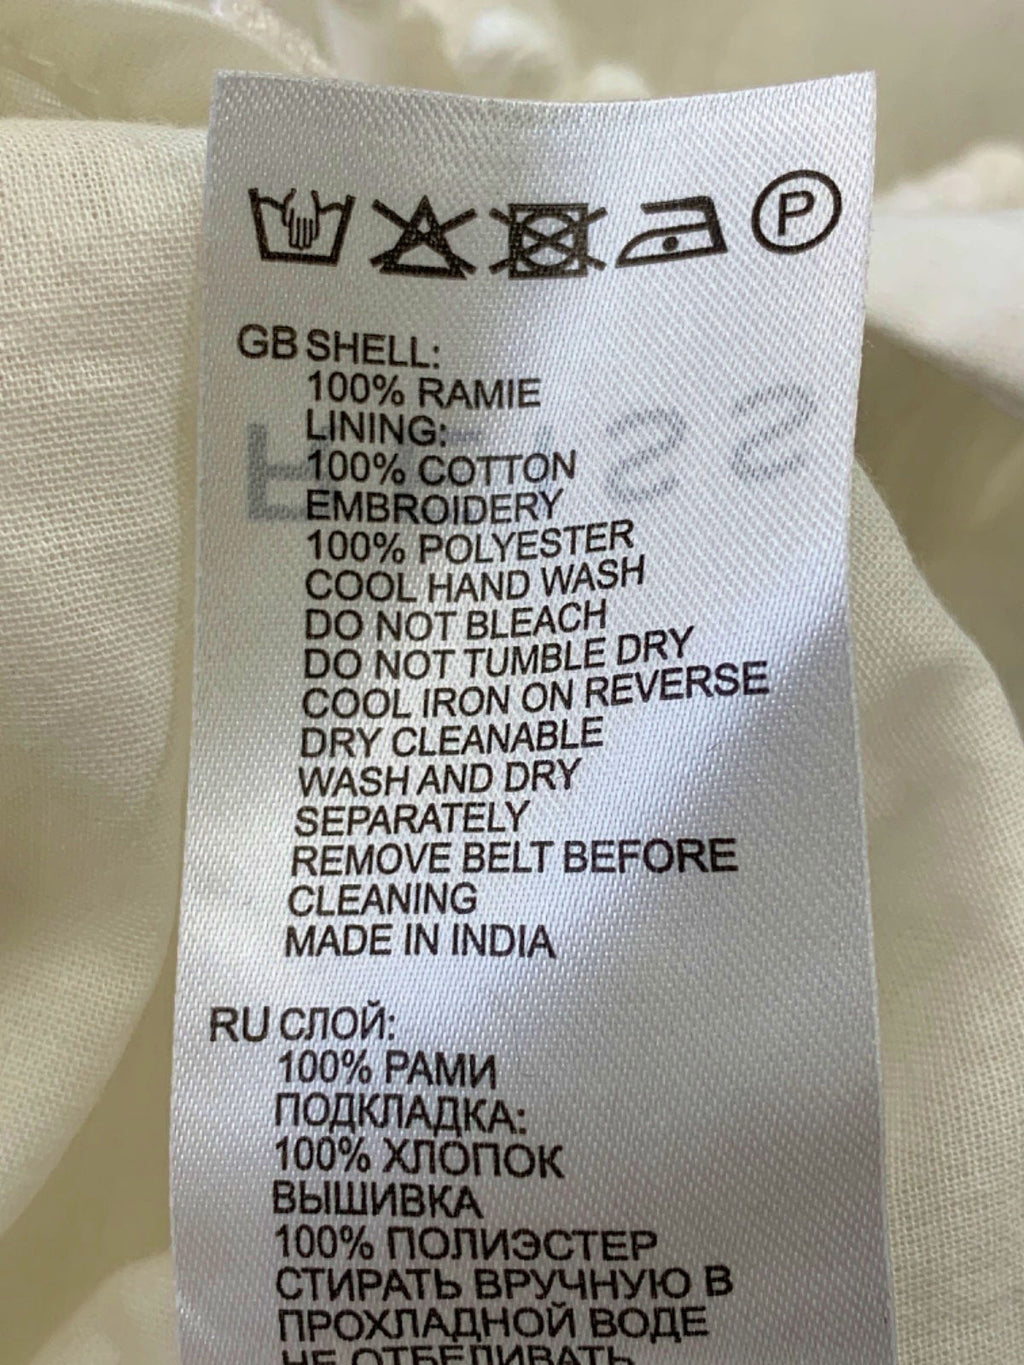 P
GB SHELL:
100% RAMIE
LINING:
100% COTTON
EMBROIDERY
100% POLYESTER
COOL HAND WASH
DO NOT BLEACH
DO NOT TUMBLE DRY
COOL IRON ON REVERSE
DRY CLEANABLE
WASH AND DRY
SEPARATELY
REMOVE BELT BEFORE
CLEANING
MADE IN INDIA
RU СЛОЙ:
100% РАМИ
ПОДКЛАДКА:
100% ХЛОПОК
ВЫШИВКА
100% ПОЛИЭСТЕР
СТИРАТЬ ВРУЧНУЮ В
ПРОХЛАДНОЙ ВОДЕ
НЕ ОТБЕЛИВАТЬ